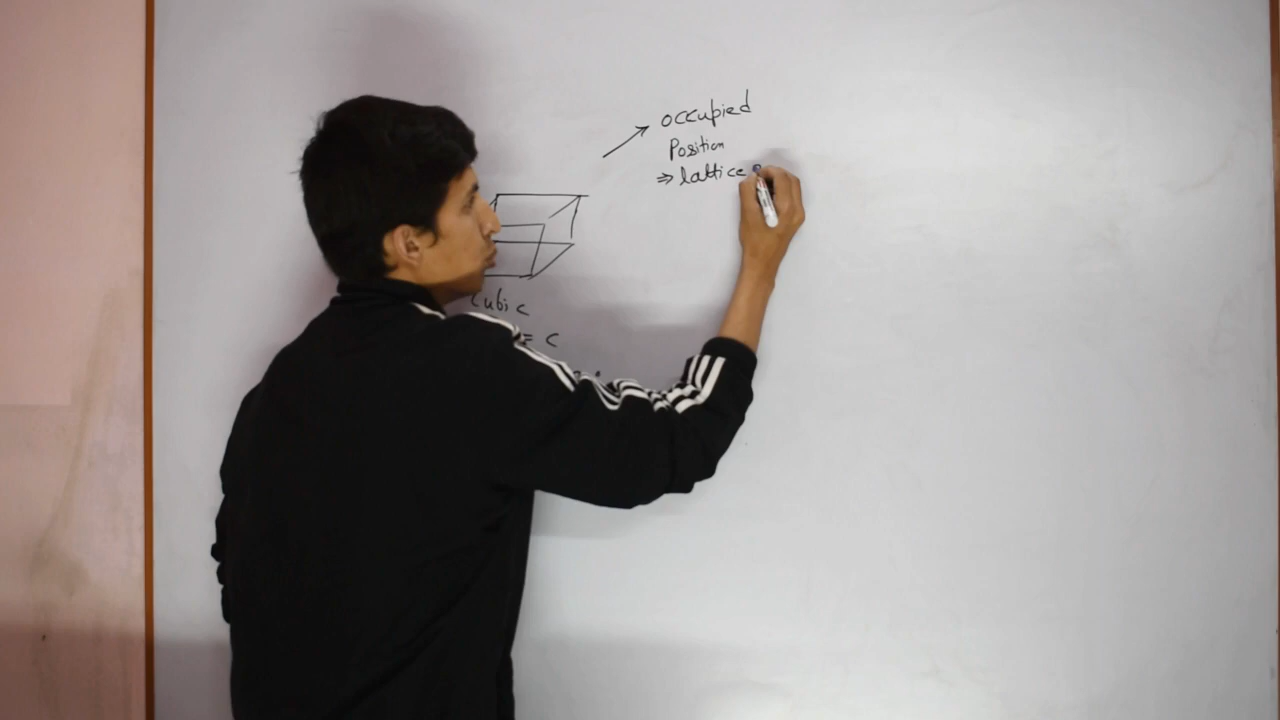 occupied
Position
⇒ lattice
Cubic
= c